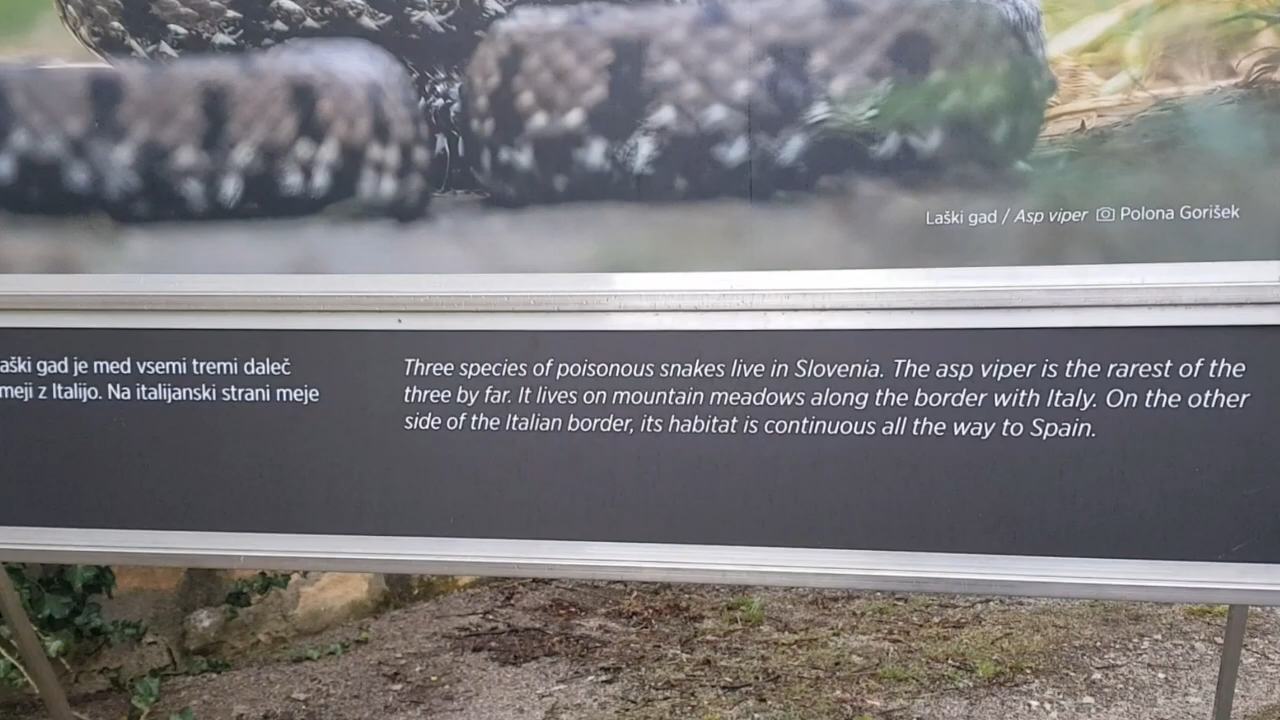 Laški gad / Asp viper Polona Gorišek
aški gad je med vsemi tremi daleč
meji z Italijo. Na italijanski strani meje
Three species of poisonous snakes live in Slovenia. The asp viper is the rarest of the
three by far. It lives on mountain meadows along the border with Italy. On the other
side of the Italian border, its habitat is continuous all the way to Spain.